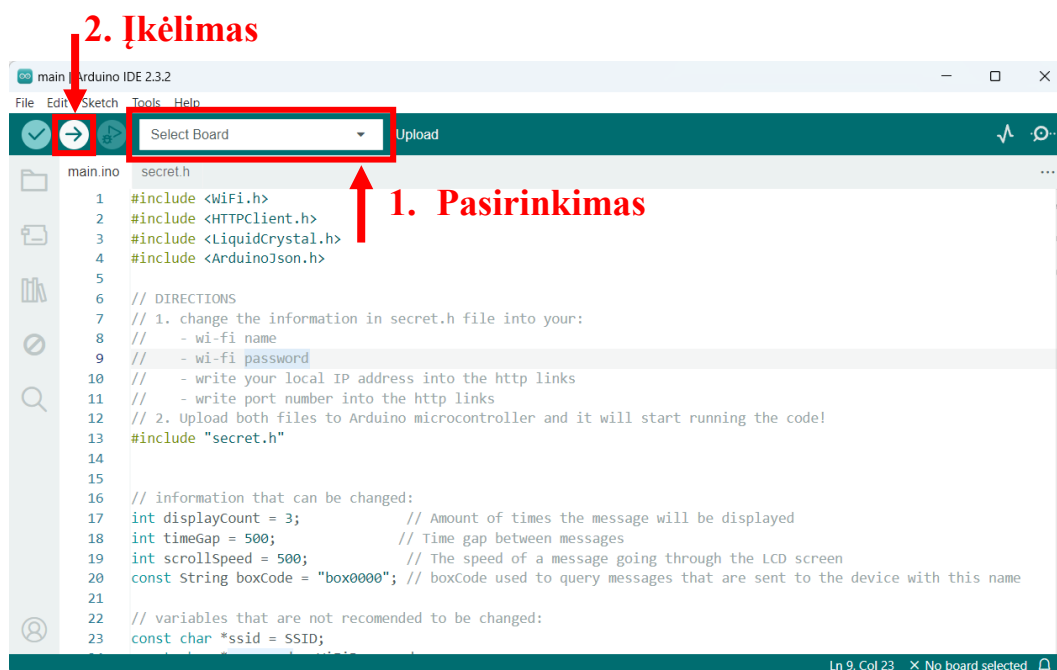 2. Įkėlimas
main | Arduino IDE 2.3.2
File Edit Sketch Tools Help
Select Board
Upload
main.ino secret.h
1. Pasirinkimas
1 #include <WiFi.h>
2 #include <HTTPClient.h>
3 #include <LiquidCrystal.h>
4 #include <ArduinoJson.h>
5
6 // DIRECTIONS
7 // 1. change the information in secret.h file into your:
8 // - wi-fi name
9 // - wi-fi password
10 // - write your local IP address into the http links
11 // - write port number into the http links
12 // 2. Upload both files to Arduino microcontroller and it will start running the code!
13 #include "secret.h"
14
15
16 // information that can be changed:
17 int displayCount = 3; // Amount of times the message will be displayed
18 int timeGap = 500; // Time gap between messages
19 int scrollSpeed = 500; // The speed of a message going through the LCD screen
20 const String boxCode = "box0000"; // boxCode used to query messages that are sent to the device with this name
21
22 // variables that are not recomended to be changed:
23 const char *ssid = SSID;
Ln 9, Col 23 No board selected